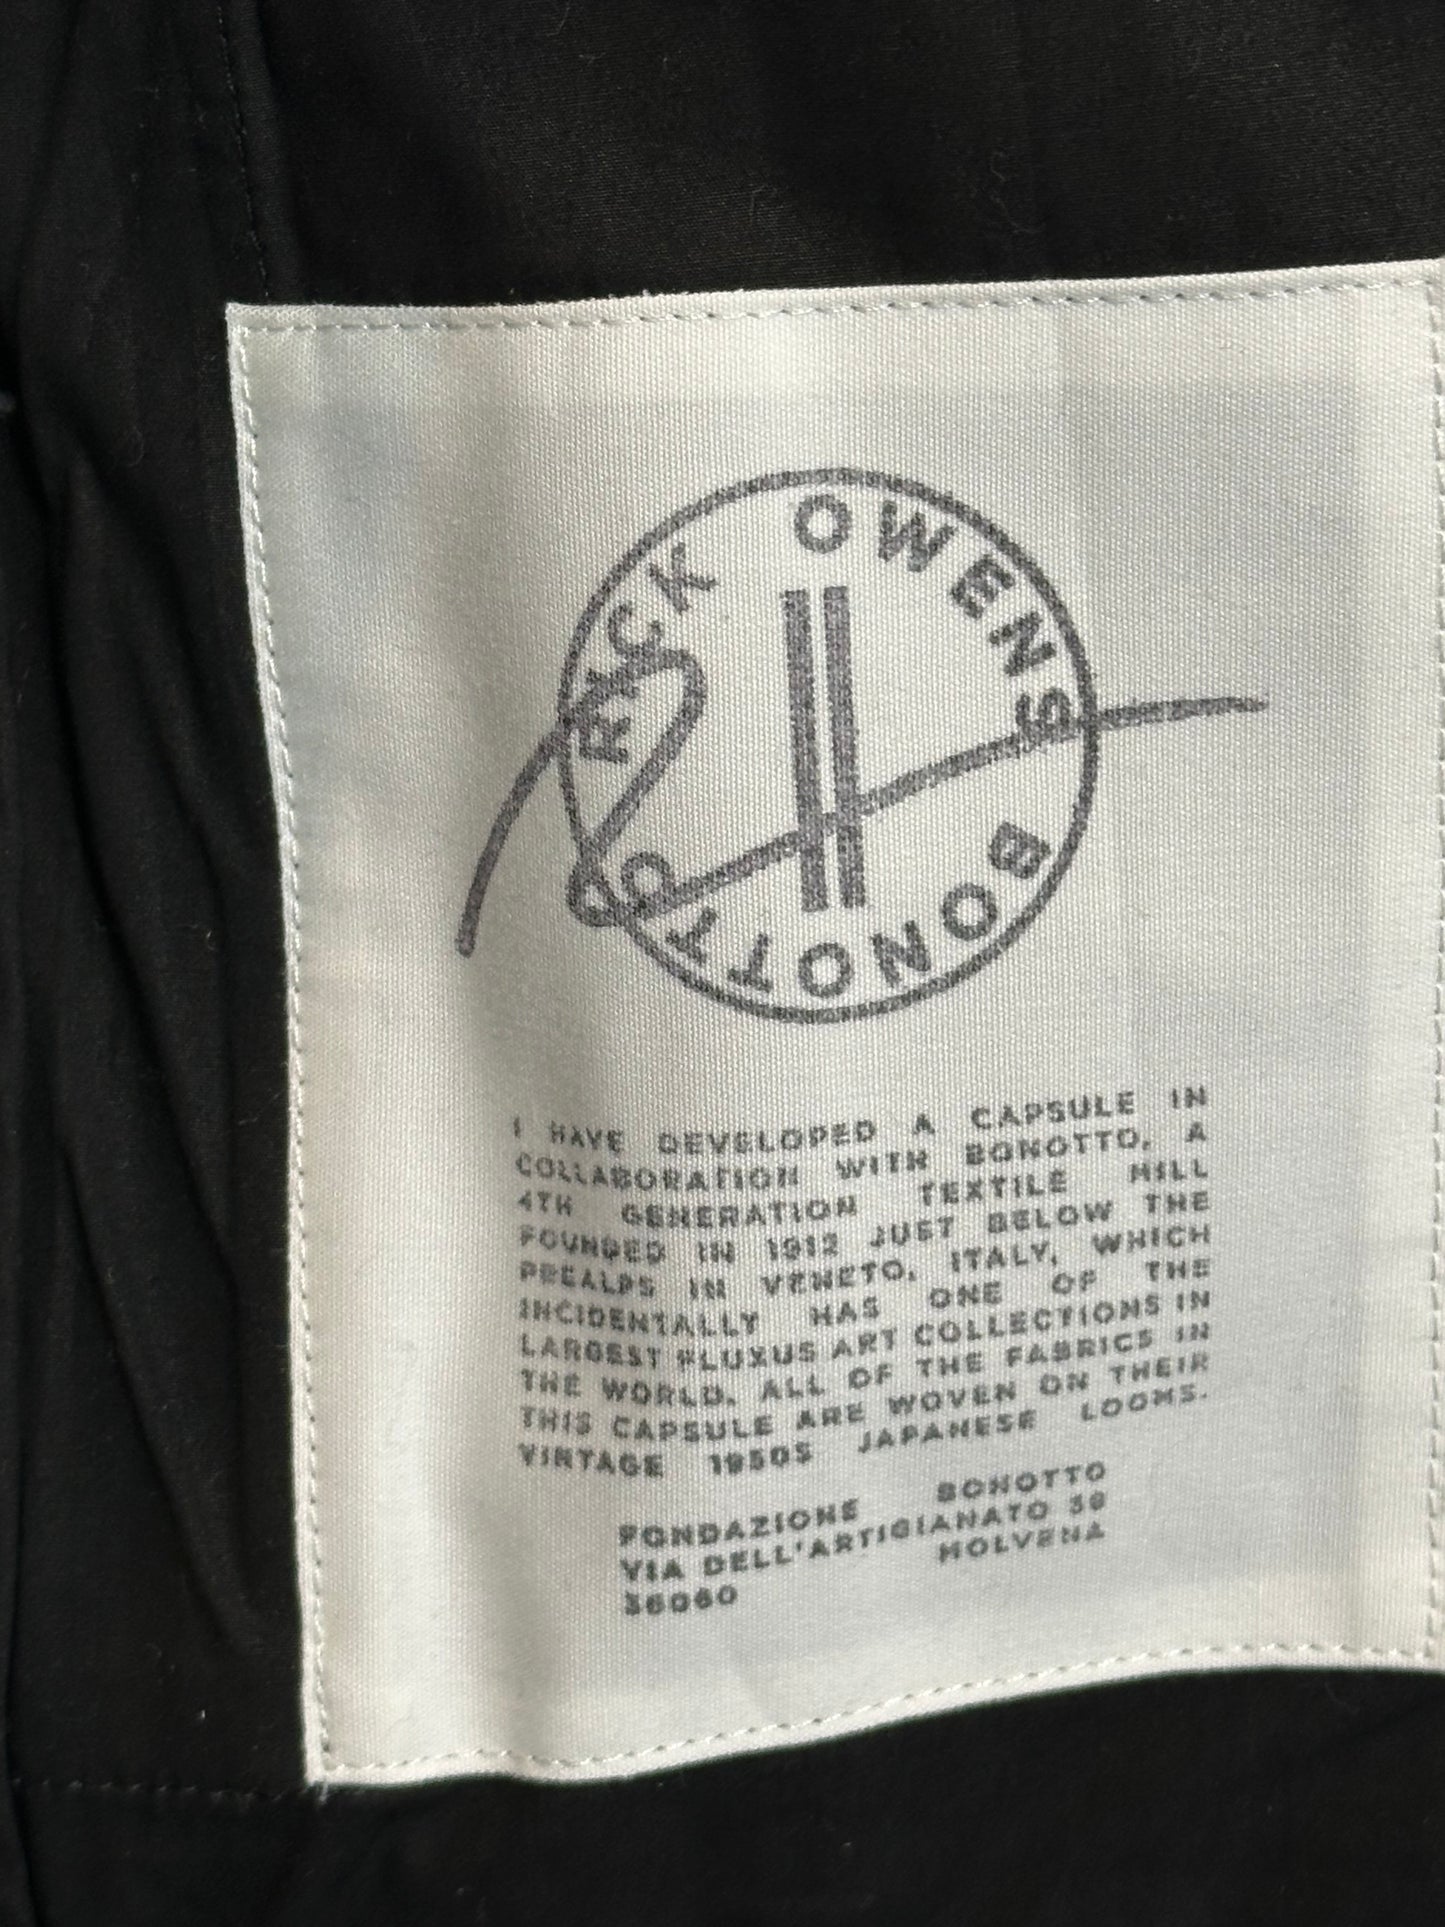 RICK OWENS
BONOTTO
I HAVE DEVELOPED A CAPSULE IN
COLLABORATION WITH BONOTTO, A
4TH GENERATION TEXTILE MILL
FOUNDED IN 1912 JUST BELOW THE
PREALPS IN VENETO, ITALY, WHICH
INCIDENTALLY HAS ONE OF THE
LARGEST FLUXUS ART COLLECTIONS IN
THE WORLD. ALL OF THE FABRICS IN
THIS CAPSULE ARE WOVEN ON THEIR
VINTAGE 1950S JAPANESE LOOMS.
FONDAZIONE BONOTTO
VIA DELL'ARTIGIANATO 38
MOLVENA
36060